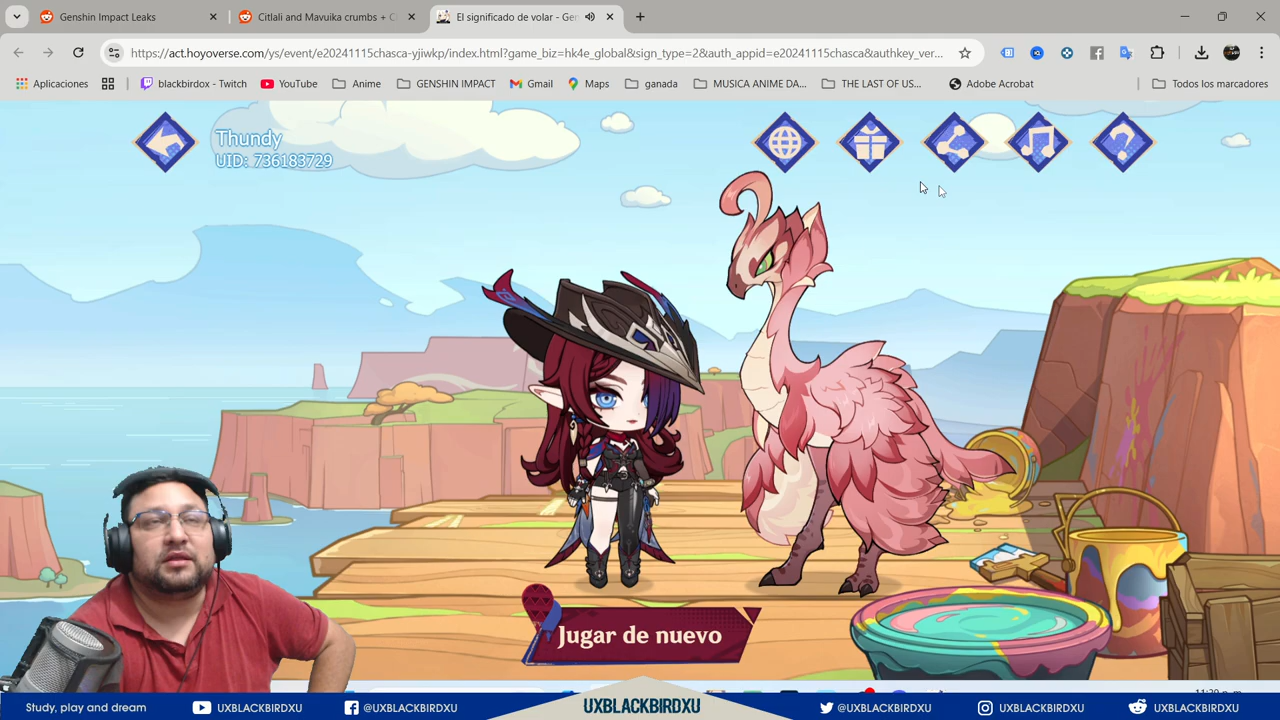 Genshin Impact Leaks
Citlali and Mavuika crumbs +
El significado de volar - Gen
https://act.hoyoverse.com/ys/event/e20241115chasca-yjiwkp/index.html?game_biz=hk4e_global&sign_type=2&auth_appid=e20241115chasca&authkey_ver...
Aplicaciones
blackbirdox - Twitch
YouTube
Anime
GENSHIN IMPACT
Gmail
Maps
ganada
MUSICA ANIME DA...
THE LAST OF US...
Adobe Acrobat
Todos los marcadores
Thundy
UID: 736183729
Jugar de nuevo
Study, play and dream
UXBLACKBIRDXU
@UXBLACKBIRDXU
UXBLACKBIRDXU
@UXBLACKBIRDXU
UXBLACKBIRDXU
UXBLACKBIRDXU